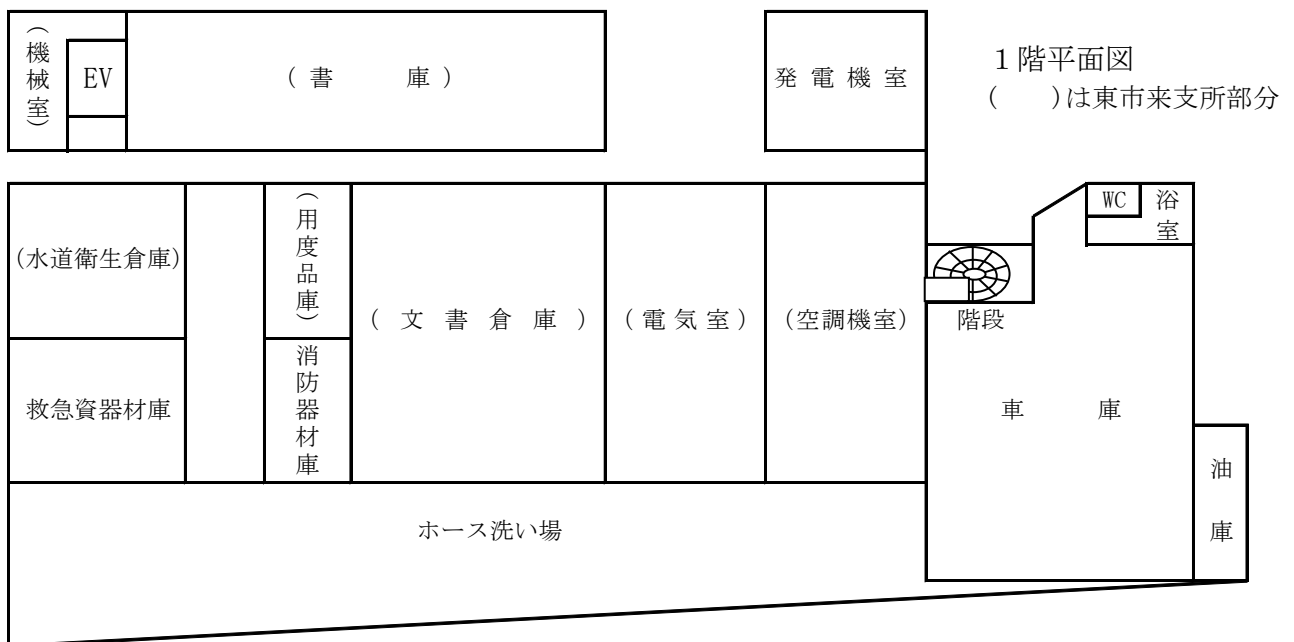 １階平面図
(　　)は東市来支所部分
(機械室)
EV
(書　　庫)
発電機室
(水道衛生倉庫)
(用度品庫)
(文書倉庫)
(電気室)
(空調機室)
WC
浴室
階段
救急資器材庫
消防器材庫
車　　庫
油庫
ホース洗い場